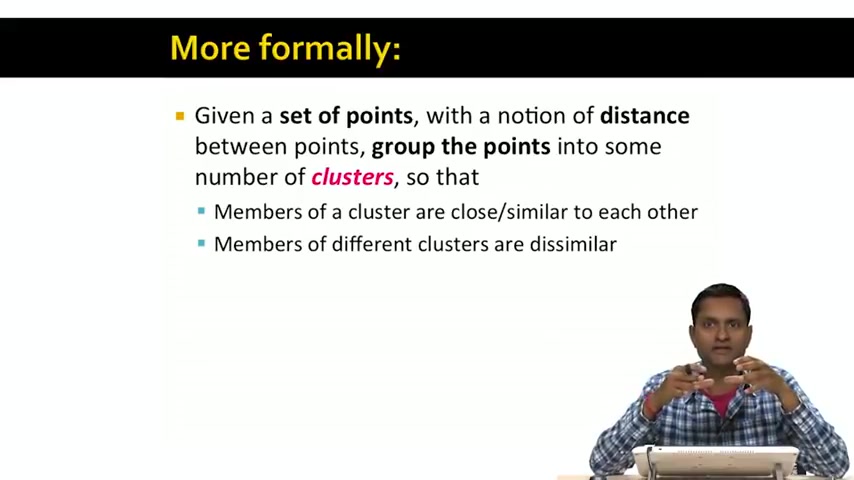 More formally:
Given a set of points, with a notion of distance
between points, group the points into some
number of clusters, so that
Members of a cluster are close/similar to each other
Members of different clusters are dissimilar